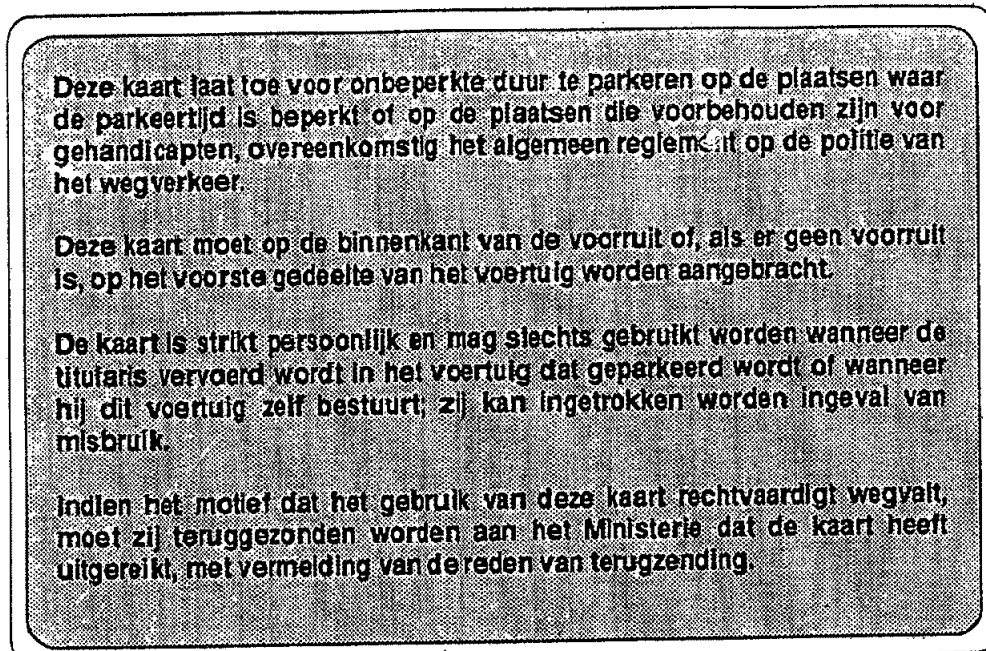 Deze kaart laat toe voor onbeperkte duur te parkeren op de plaatsen waar
de parkeertijd is beperkt of op de plaatsen die voorbehouden zijn voor
gehandicapten, overeenkomstig het algemeen reglement op de politie van
het wegverkeer.
Deze kaart moet op de binnenkant van de voorruit of, als er geen voorruit
is, op het voorste gedeelte van het voertuig worden aangebracht.
De kaart is strikt persoonlijk en mag slechts gebruikt worden wanneer de
titularis vervoerd wordt in het voertuig dat geparkeerd wordt of wanneer
hij dit voertuig zelf bestuurt; zij kan ingetrokken worden ingeval van
misbruik.
Indien het motief dat het gebruik van deze kaart rechtvaardigt wegvalt,
moet zij teruggezonden worden aan het Ministerie dat de kaart heeft
uitgereikt, met vermelding van de reden van terugzending.